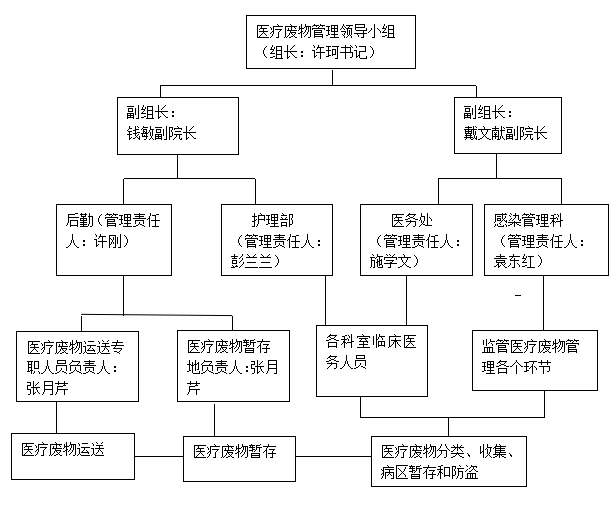 医疗废物管理领导小组
（组长：许珂书记）
副组长：
钱敏副院长
副组长：
戴文献副院长
后勤（管理责任
人：许刚）
护理部
（管理责任人：
彭兰兰）
医务处
（管理责任人：
施学文）
感染管理科
（管理责任人：
袁东红）
医疗废物运送专
职人员负责人：
张月芹
医疗废物暂存
地负责人：张月
芹
各科室临床医
务人员
监管医疗废物管
理各个环节
医疗废物运送
医疗废物暂存
医疗废物分类、收集、
病区暂存和防盗